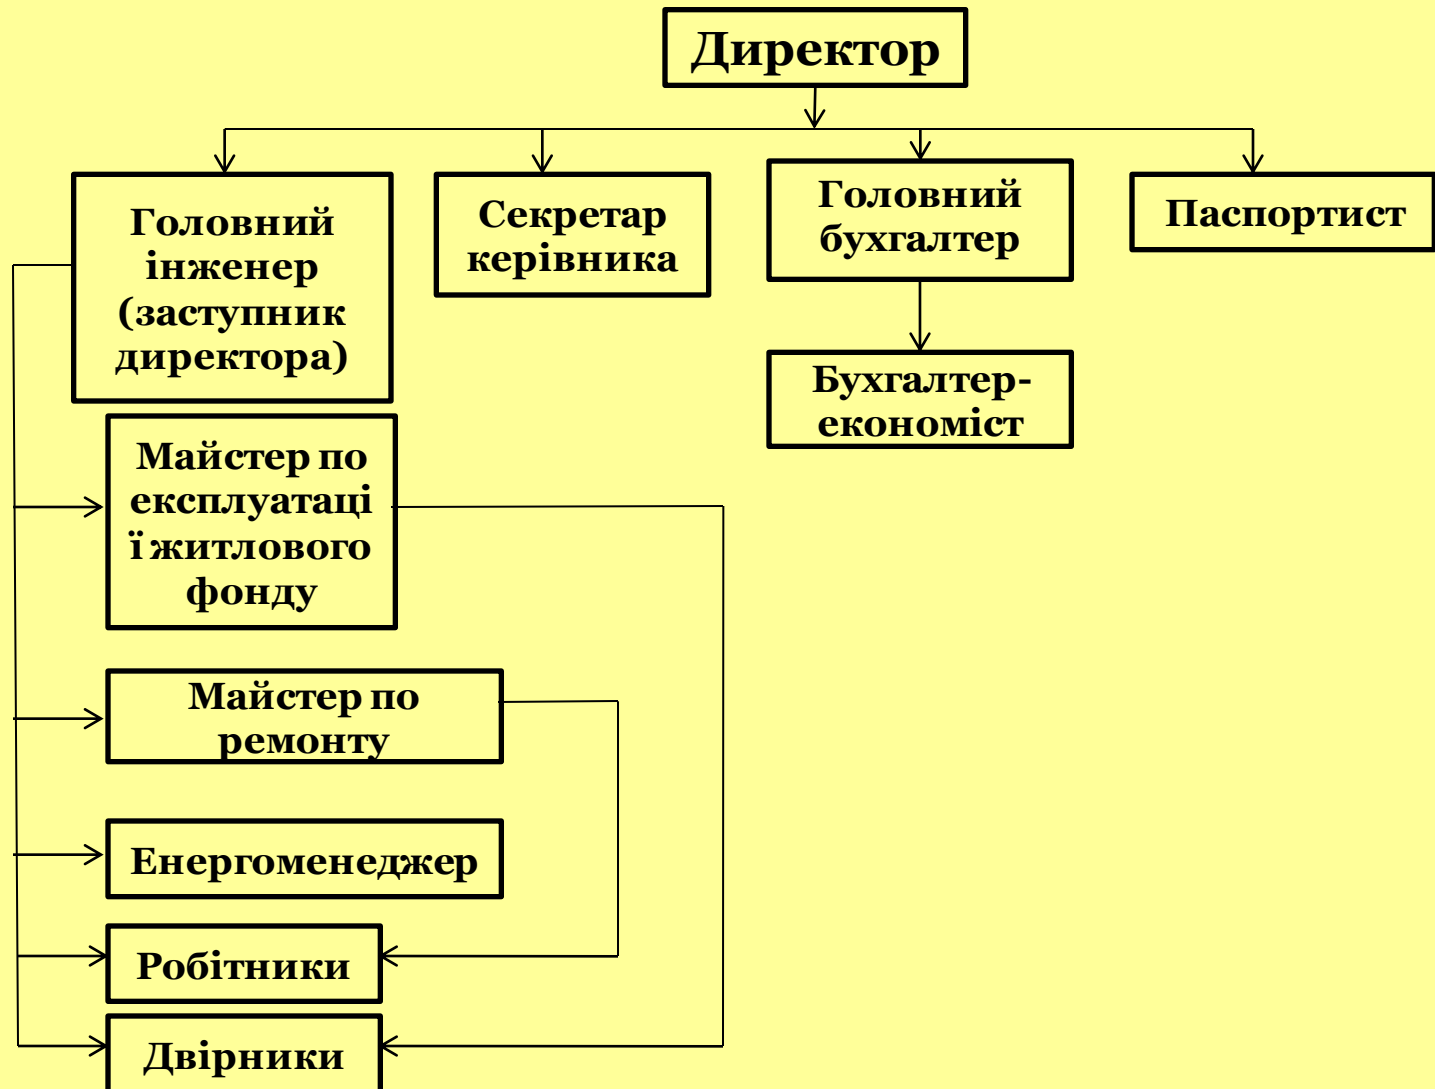 Директор
Головний
інженер
(заступник
директора)
Секретар
керівника
Головний
бухгалтер
Паспортист
Бухгалтер-
економіст
Майстер по
експлуатаці
ї житлового
фонду
Майстер по
ремонту
Енергоменеджер
Робітники
Двірники